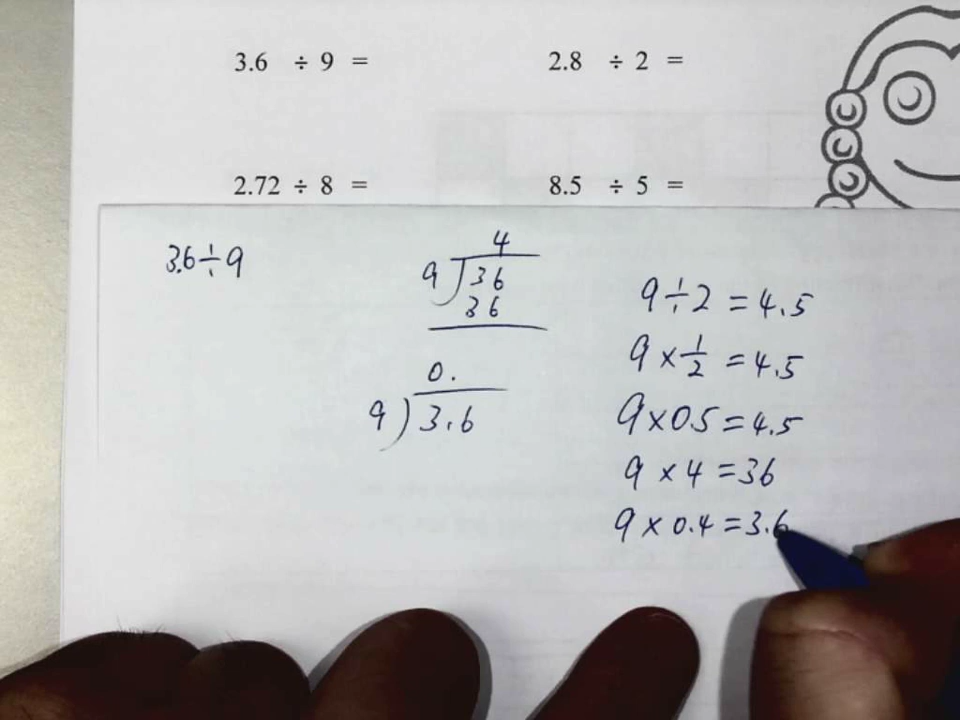 3.6 ÷ 9 =
2.8 ÷ 2 =
2.72 ÷ 8 =
8.5 ÷ 5 =
3.6÷9
4
9)36
36
0.
9)3.6
9÷2=4.5
9×1/2=4.5
9×0.5=4.5
9×4=36
9×0.4=3.6